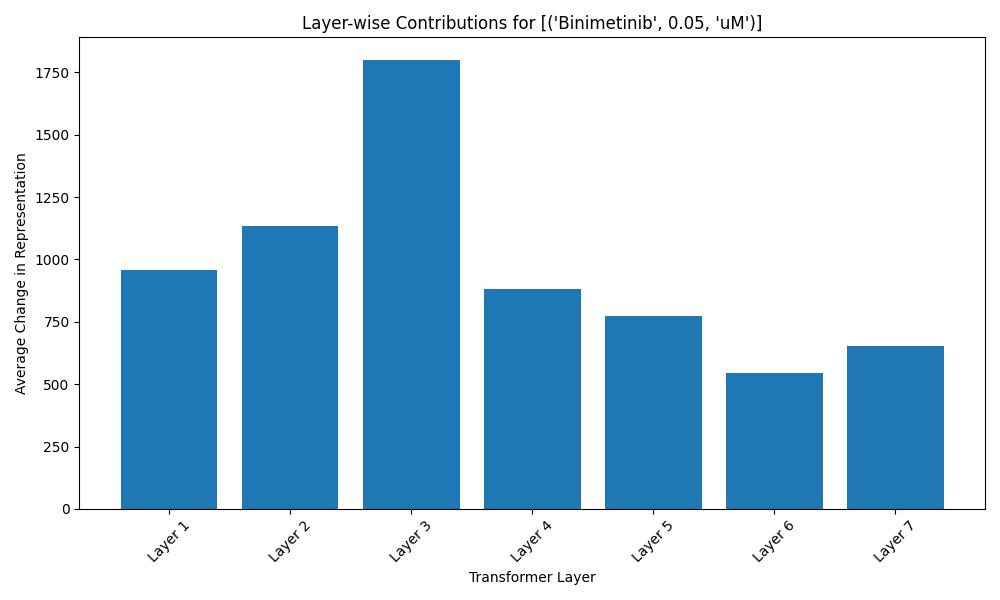 Layer-wise Contributions for [('Binimetinib', 0.05, 'uM')]
Average Change in Representation
1750
1500
1250
1000
750
500
250
0
Layer 1
Layer 2
Layer 3
Layer 4
Layer 5
Layer 6
Layer 7
Transformer Layer